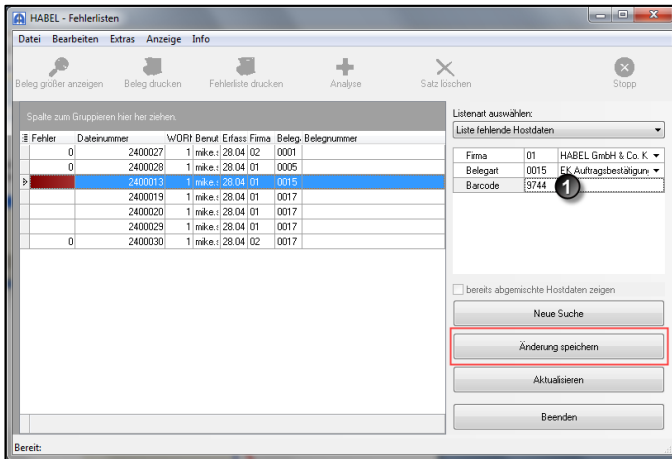 HABEL - Fehlerlisten
Datei Bearbeiten Extras Anzeige Info
Beleg größer anzeigen Beleg drucken Fehlerliste drucken Analyse Satz löschen Stopp
Spalte zum Gruppieren hier her ziehen.
Listenart auswählen:
Liste fehlende Hostdaten
Fehler Dateinummer Benut Erfass Firma Beleg. Belegnummer
0 2400027 1 mike.: 28.04 02 0001
0 2400028 1 mike.: 28.04 01 0005
2400013 1 mike.: 28.04 01 0015
2400019 1 mike.: 28.04 01 0017
2400020 1 mike.: 28.04 01 0017
2400029 1 mike.: 28.04 01 0017
0 2400030 1 mike.: 28.04 02 0017
Firma 01 HABEL GmbH & Co. K
Belegart 0015 EK Auftragsbestätigun
Barcode 9744 1
bereits abgemischte Hostdaten zeigen
Neue Suche
Änderung speichern
Aktualisieren
Beenden
Bereit: